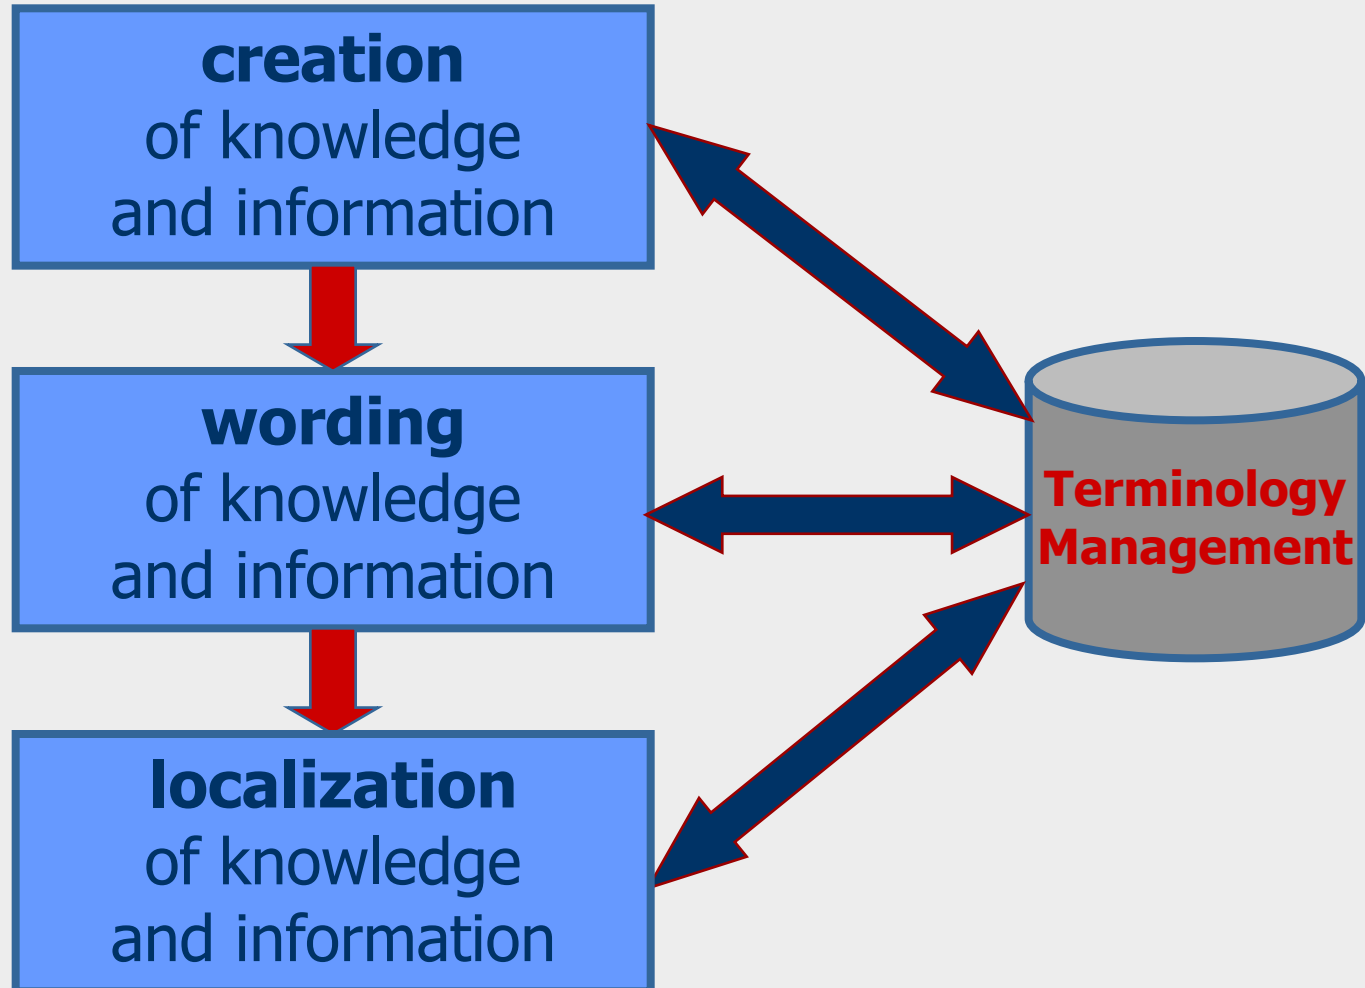 creation
of knowledge
and information
wording
of knowledge
and information
localization
of knowledge
and information
Terminology
Management